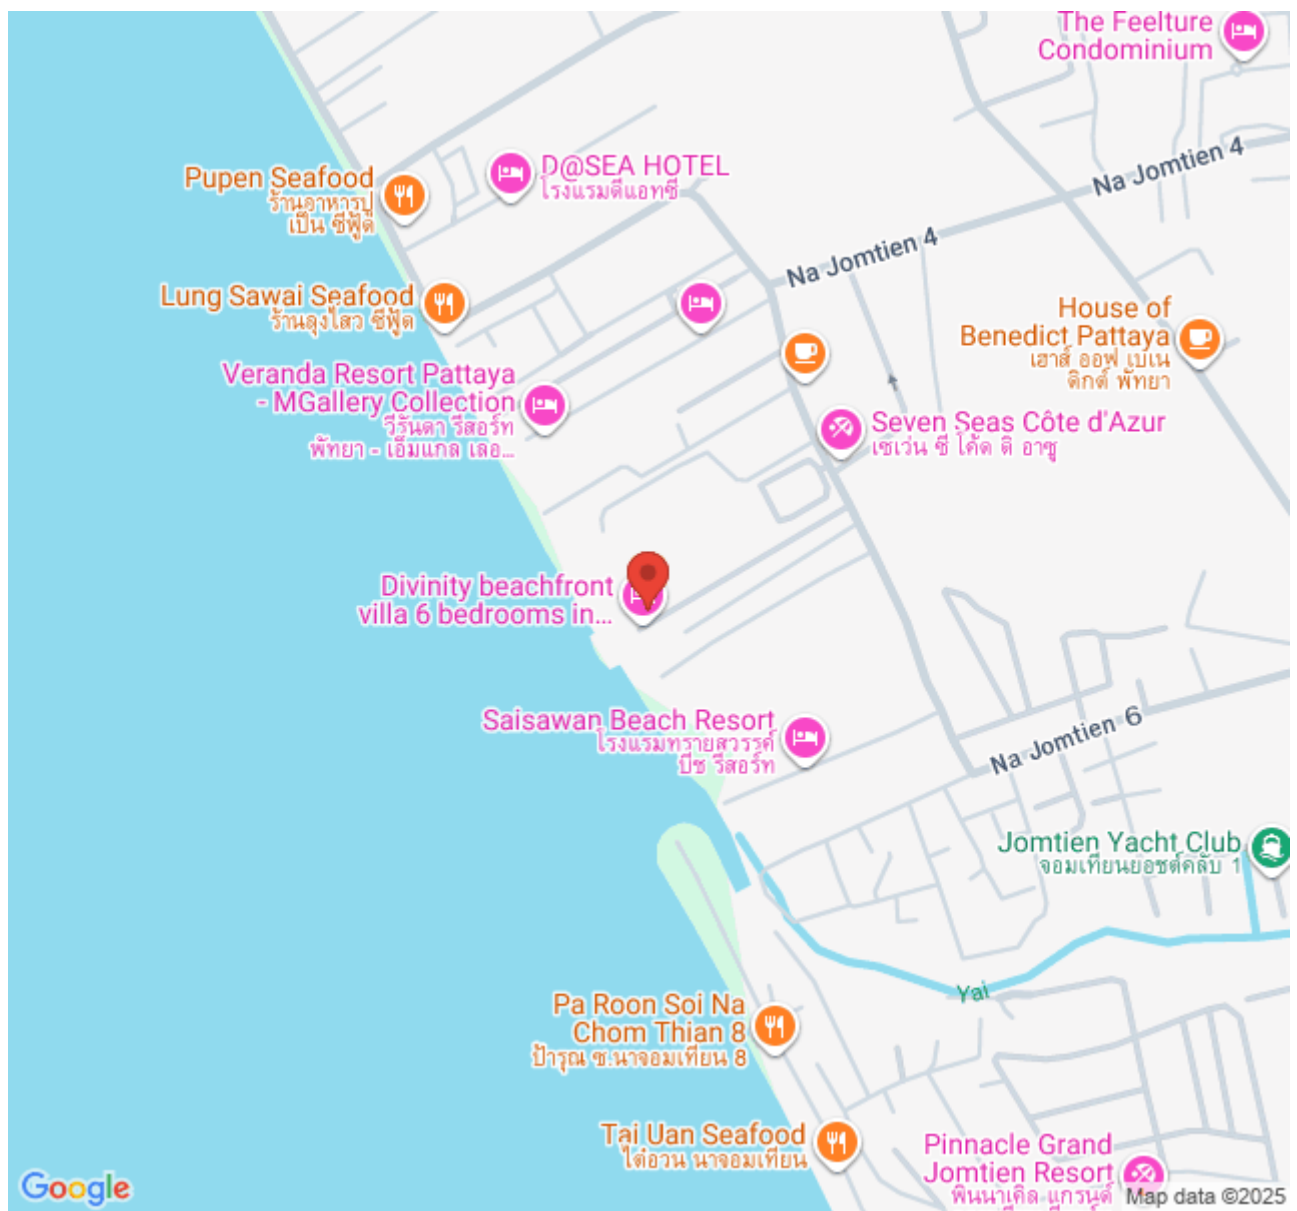 The Feelture
Condominium
D@SEA HOTEL
โรงแรมดีแอทซี
Pupen Seafood
ร้านอาหารปู
เป็น ซีฟู้ด
Na Jomtien 4
Na Jomtien 4
Lung Sawai Seafood
ร้านลุงไสว ซีฟู้ด
House of
Benedict Pattaya
เฮาส์ ออฟ เบเน
ดิกต์ พัทยา
Veranda Resort Pattaya
- MGallery Collection
วีรันดา รีสอร์ท
พัทยา - เอ็มแกล เลอ...
Seven Seas Côte d'Azur
เซเว่น ซี โค้ด ดิ อาซู
Divinity beachfront
villa 6 bedrooms in...
Saisawan Beach Resort
โรงแรมทรายสวรรค์
บีช รีสอร์ท
Na Jomtien 6
Jomtien Yacht Club
จอมเทียนยอชต์คลับ 1
Yai
Pa Roon Soi Na
Chom Thian 8
ป้ารุณ ซ.นาจอมเทียน 8
Tai Uan Seafood
ไต๋อวน นาจอมเทียน
Pinnacle Grand
Jomtien Resort
พินนาเคิล แกรนด์
Google
Map data ©2025